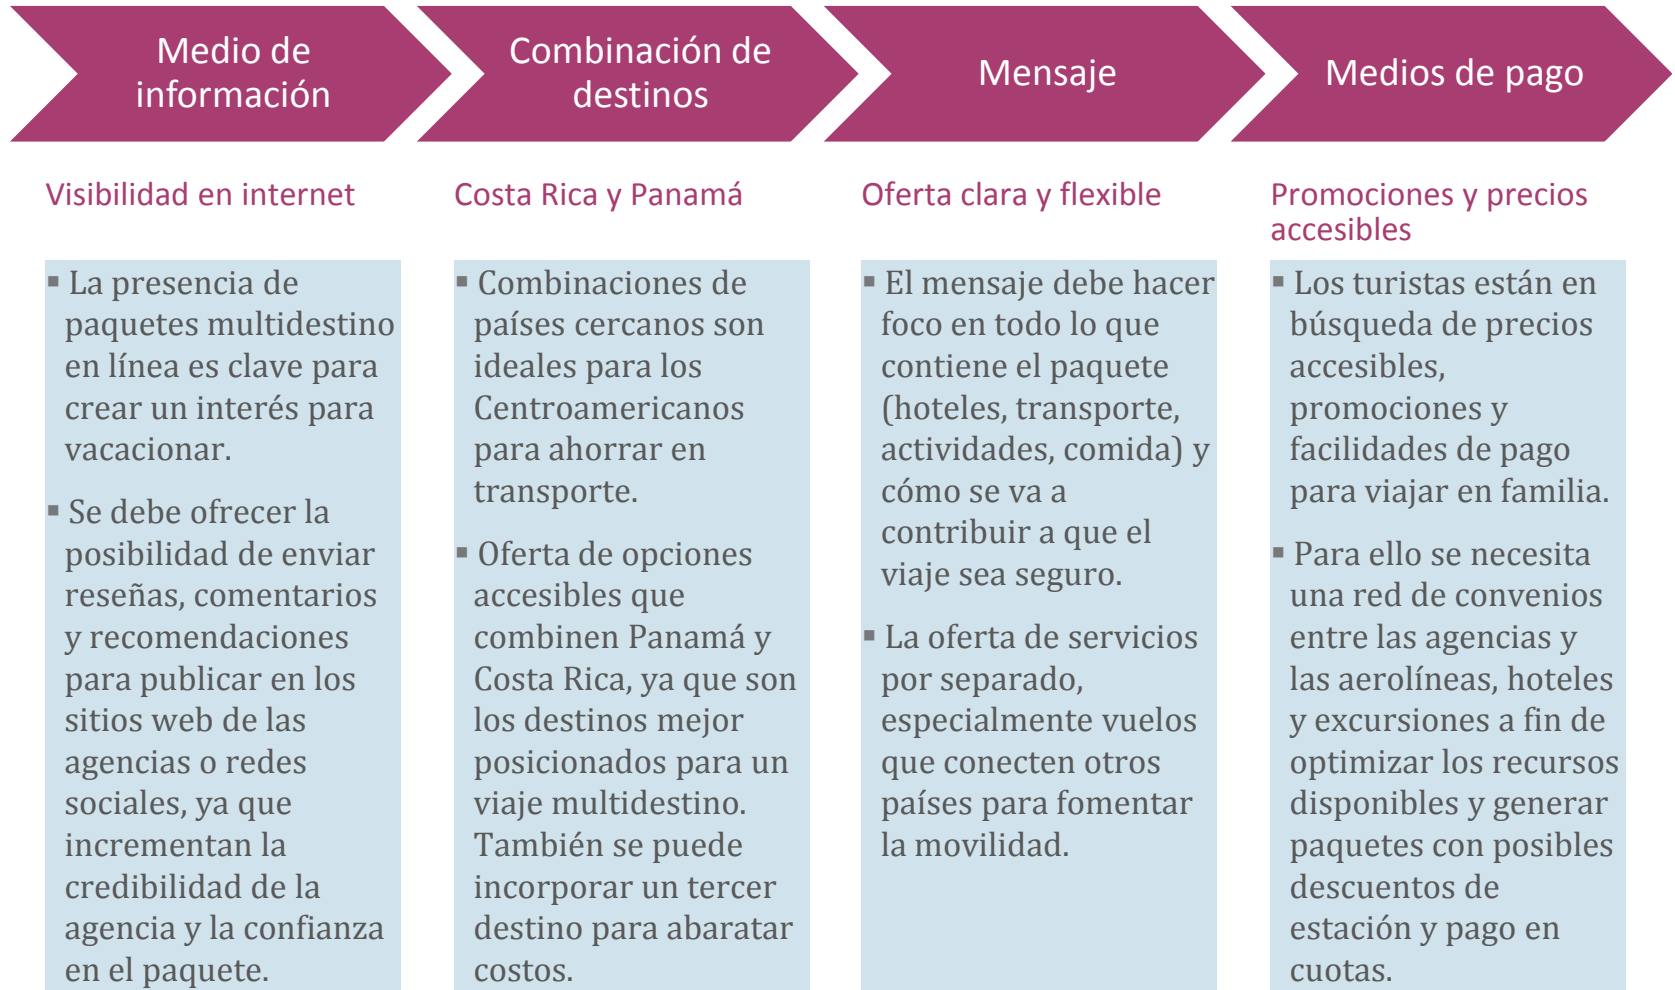 Medio de
información
Combinación de
destinos
Mensaje
Medios de pago
Visibilidad en internet
▪ La presencia de
paquetes multidestino
en línea es clave para
crear un interés para
vacacionar.
▪ Se debe ofrecer la
posibilidad de enviar
reseñas, comentarios
y recomendaciones
para publicar en los
sitios web de las
agencias o redes
sociales, ya que
incrementan la
credibilidad de la
agencia y la confianza
en el paquete.
Costa Rica y Panamá
▪ Combinaciones de
países cercanos son
ideales para los
Centroamericanos
para ahorrar en
transporte.
▪ Oferta de opciones
accesibles que
combinen Panamá y
Costa Rica, ya que son
los destinos mejor
posicionados para un
viaje multidestino.
También se puede
incorporar un tercer
destino para abaratar
costos.
Oferta clara y flexible
▪ El mensaje debe hacer
foco en todo lo que
contiene el paquete
(hoteles, transporte,
actividades, comida) y
cómo se va a
contribuir a que el
viaje sea seguro.
▪ La oferta de servicios
por separado,
especialmente vuelos
que conecten otros
países para fomentar
la movilidad.
Promociones y precios
accesibles
▪ Los turistas están en
búsqueda de precios
accesibles,
promociones y
facilidades de pago
para viajar en familia.
▪ Para ello se necesita
una red de convenios
entre las agencias y
las aerolíneas, hoteles
y excursiones a fin de
optimizar los recursos
disponibles y generar
paquetes con posibles
descuentos de
estación y pago en
cuotas.